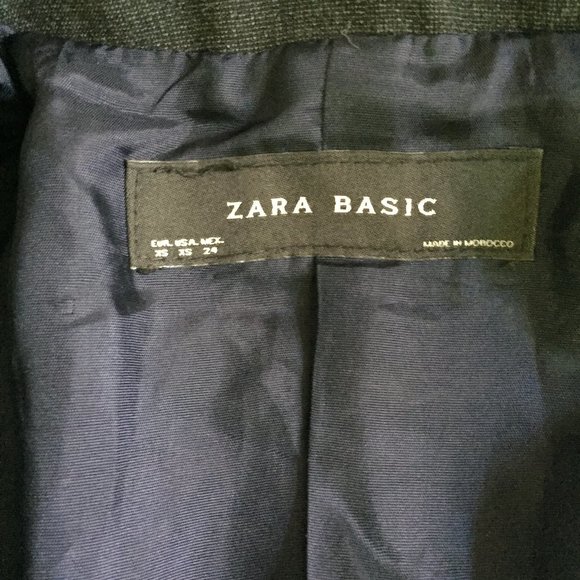 ZARA BASIC
EUR. USA. MEX.
XS XS 24
MADE IN MOROCCO